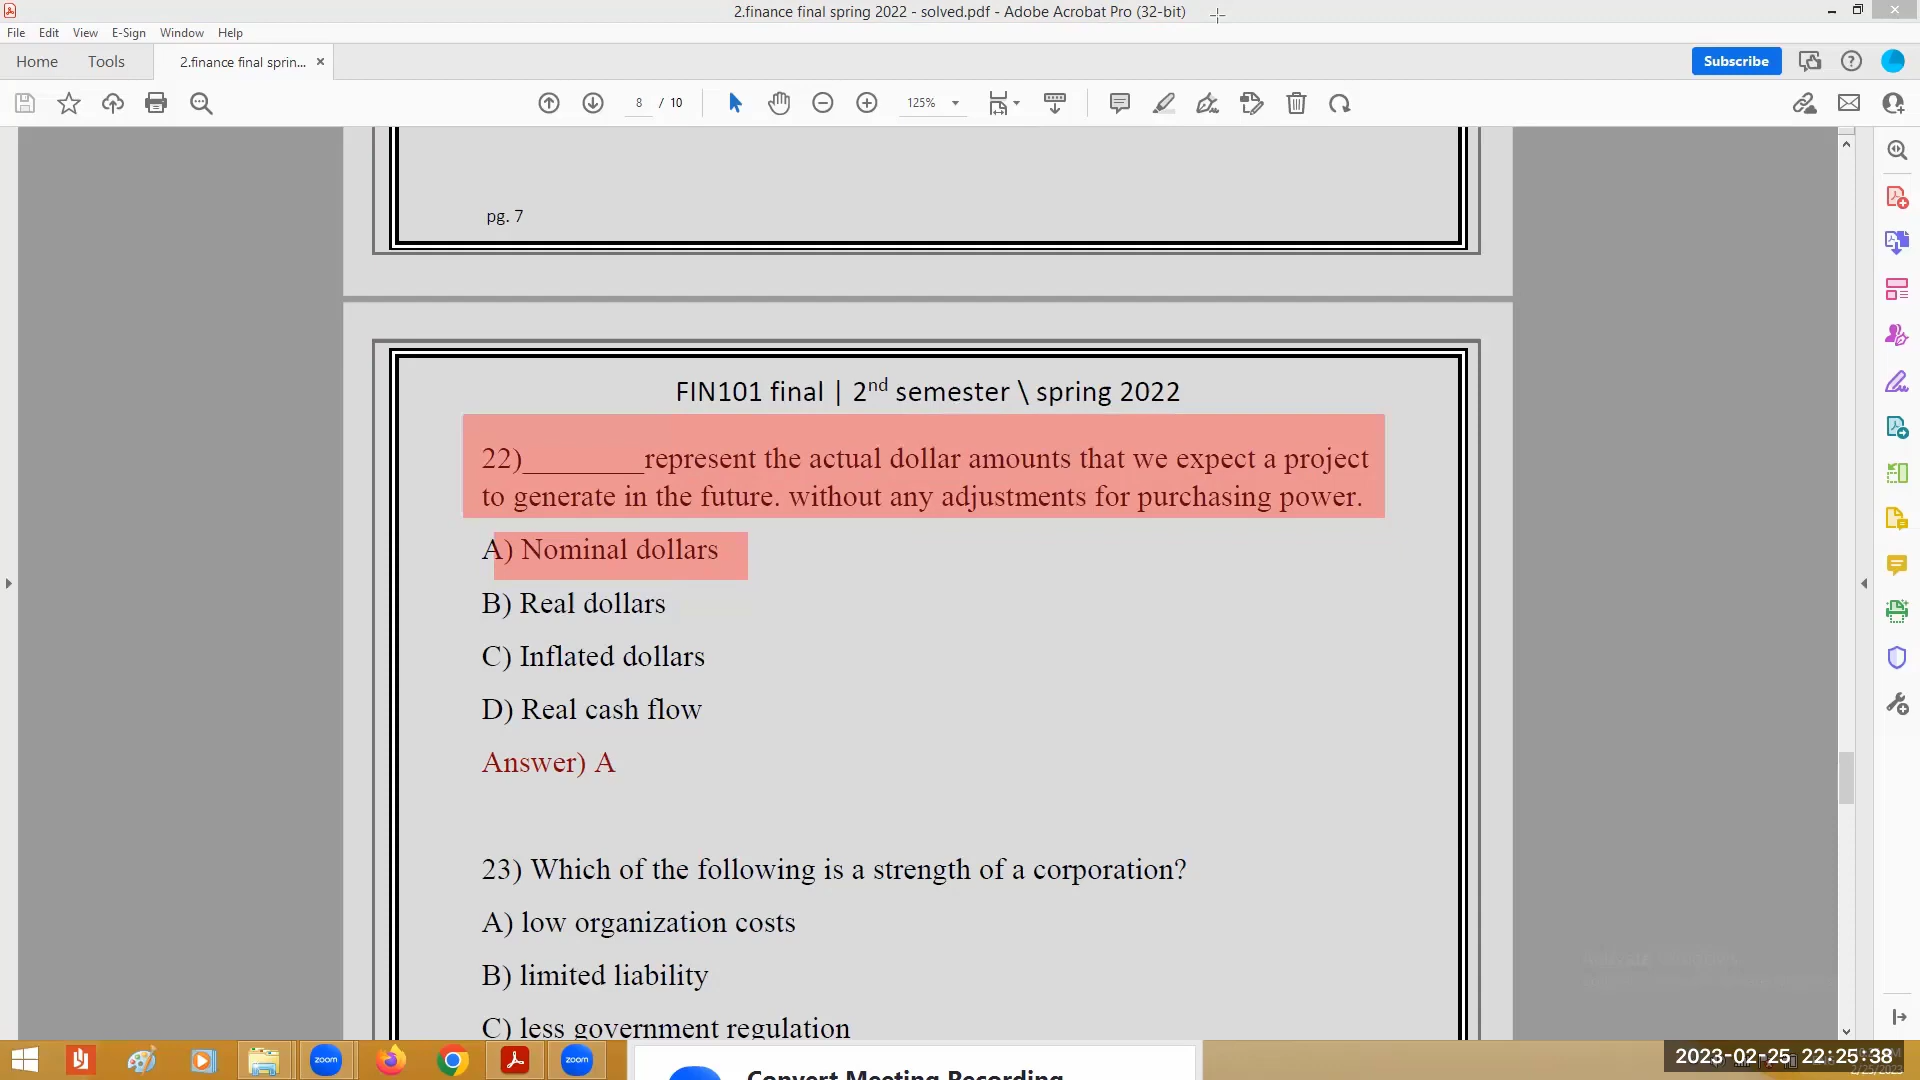 2.finance final spring 2022 - solved.pdf - Adobe Acrobat Pro (32-bit)
File Edit View E-Sign Window Help
Home Tools 2.finance final sprin... ×
Subscribe
8 / 10 125%
pg. 7
FIN101 final | 2nd semester \ spring 2022
22)________represent the actual dollar amounts that we expect a project
to generate in the future. without any adjustments for purchasing power.
A) Nominal dollars
B) Real dollars
C) Inflated dollars
D) Real cash flow
Answer) A
23) Which of the following is a strength of a corporation?
A) low organization costs
B) limited liability
C) less government regulation
zoom zoom
Convert Meeting Recording
2023-02-25 22:25:38
2/25/2023